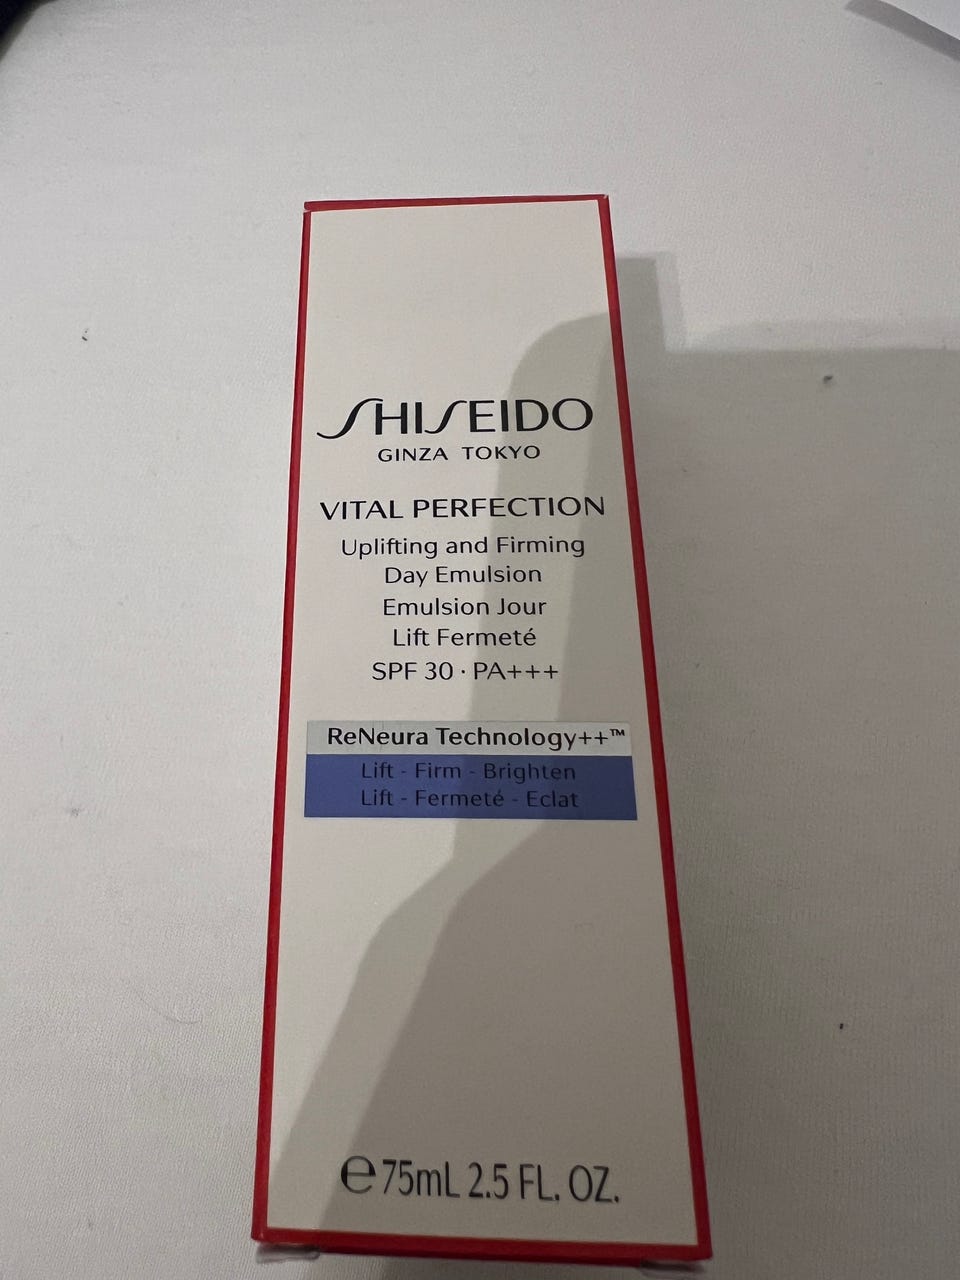 SHISEIDO
GINZA TOKYO
VITAL PERFECTION
Uplifting and Firming
Day Emulsion
Emulsion Jour
Lift Fermeté
SPF 30 · PA+++
ReNeura Technology++™
Lift - Firm - Brighten
Lift - Fermeté - Eclat
℮ 75mL 2.5 FL. OZ.